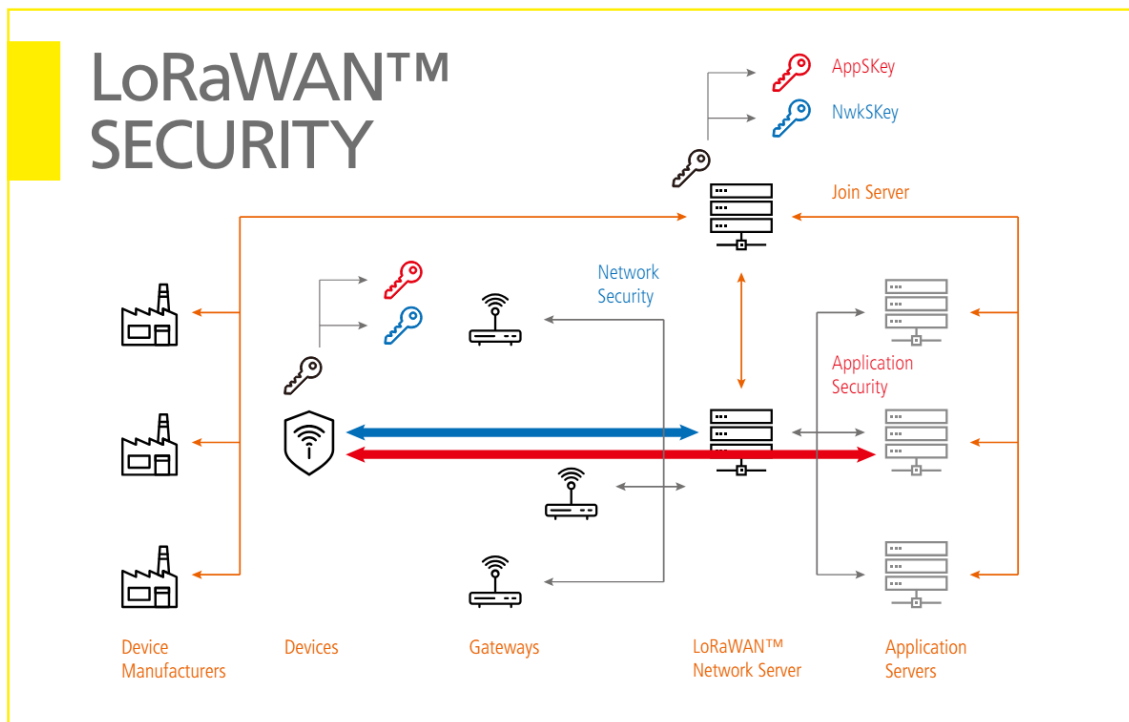 LoRaWAN™
SECURITY
AppSKey
NwkSKey
Join Server
Network
Security
Application
Security
Device
Manufacturers
Devices
Gateways
LoRaWAN™
Network Server
Application
Servers